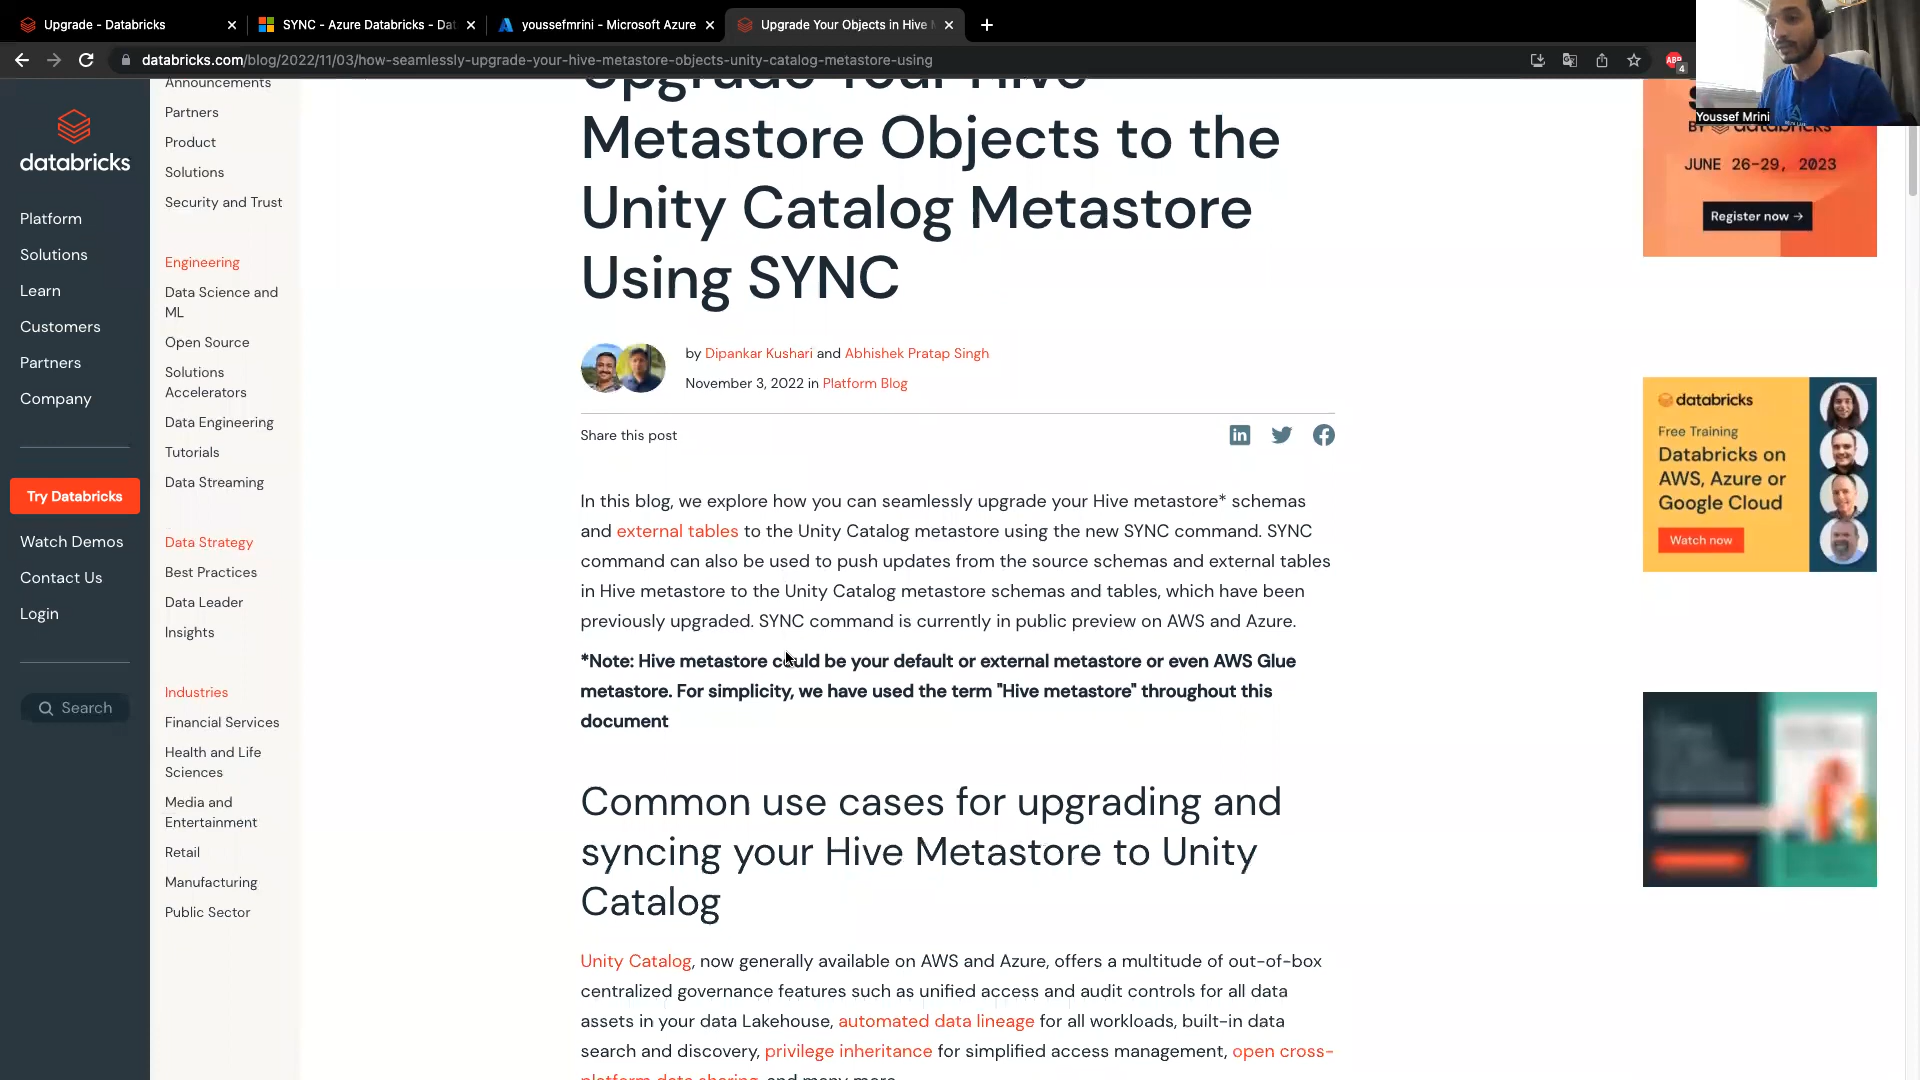 Upgrade - Databricks
SYNC - Azure Databricks - Dat
youssefmrini - Microsoft Azure
Upgrade Your Objects in Hive M
databricks.com/blog/2022/11/03/how-seamlessly-upgrade-your-hive-metastore-objects-unity-catalog-metastore-using
ABP
4
Youssef Mrini
databricks
Platform
Solutions
Learn
Customers
Partners
Company
Try Databricks
Watch Demos
Contact Us
Login
Search
Announcements
Partners
Product
Solutions
Security and Trust
Engineering
Data Science and
ML
Open Source
Solutions
Accelerators
Data Engineering
Tutorials
Data Streaming
Data Strategy
Best Practices
Data Leader
Insights
Industries
Financial Services
Health and Life
Sciences
Media and
Entertainment
Retail
Manufacturing
Public Sector
Upgrade Your Hive
Metastore Objects to the
Unity Catalog Metastore
Using SYNC
by Dipankar Kushari and Abhishek Pratap Singh
November 3, 2022 in Platform Blog
Share this post
In this blog, we explore how you can seamlessly upgrade your Hive metastore* schemas
and external tables to the Unity Catalog metastore using the new SYNC command. SYNC
command can also be used to push updates from the source schemas and external tables
in Hive metastore to the Unity Catalog metastore schemas and tables, which have been
previously upgraded. SYNC command is currently in public preview on AWS and Azure.
*Note: Hive metastore could be your default or external metastore or even AWS Glue
metastore. For simplicity, we have used the term "Hive metastore" throughout this
document
Common use cases for upgrading and
syncing your Hive Metastore to Unity
Catalog
Unity Catalog, now generally available on AWS and Azure, offers a multitude of out-of-box
centralized governance features such as unified access and audit controls for all data
assets in your data Lakehouse, automated data lineage for all workloads, built-in data
search and discovery, privilege inheritance for simplified access management, open cross-
platform data sharing, and many more.
BY databricks
JUNE 26-29, 2023
Register now →
databricks
Free Training
Databricks on
AWS, Azure or
Google Cloud
Watch now